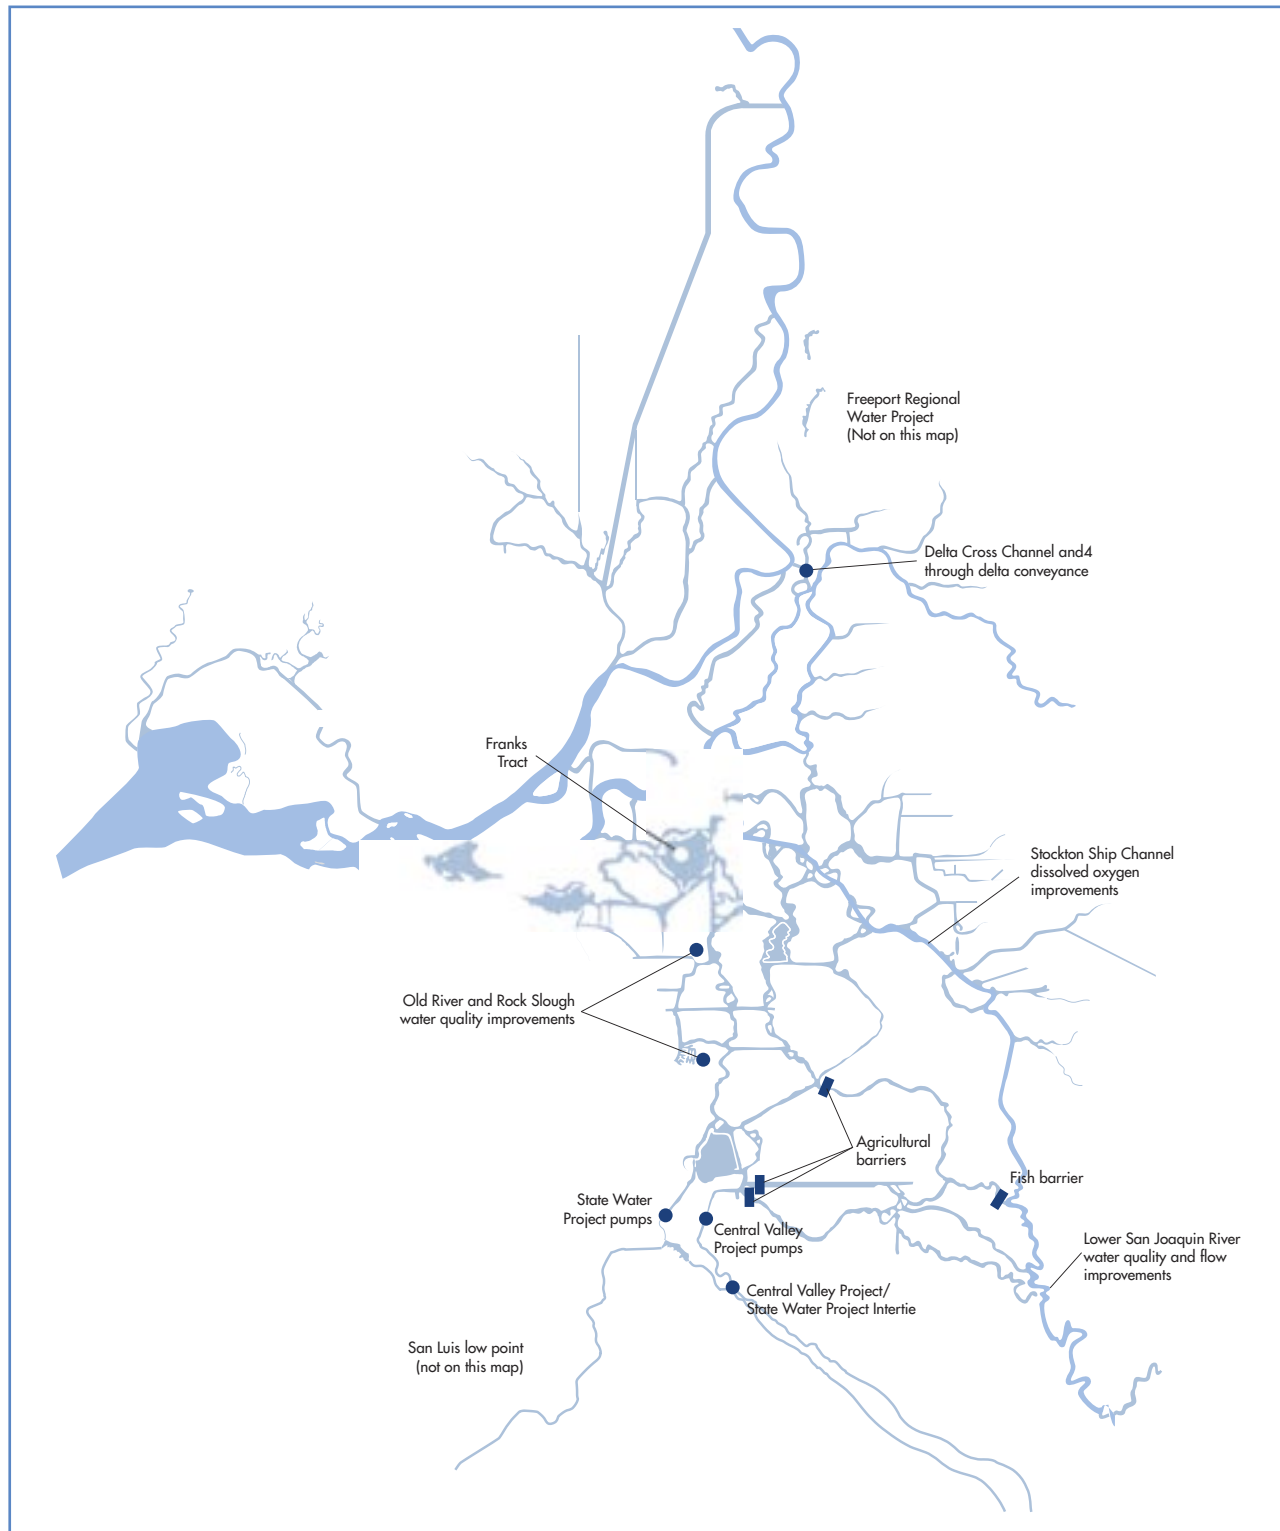 Freeport Regional
Water Project
(Not on this map)
Delta Cross Channel and4
through delta conveyance
Franks
Tract
Stockton Ship Channel
dissolved oxygen
improvements
Old River and Rock Slough
water quality improvements
Agricultural
barriers
Fish barrier
State Water
Project pumps
Central Valley
Project pumps
Lower San Joaquin River
water quality and flow
improvements
Central Valley Project/
State Water Project Intertie
San Luis low point
(not on this map)